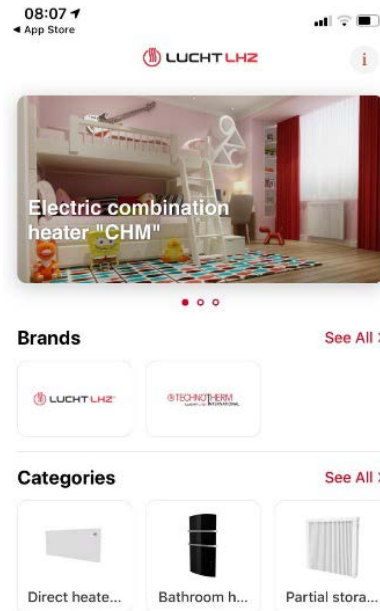 08:07
App Store
LUCHT LHZ
i
Electric combination
heater "CHM"
Brands
See All
LUCHT LHZ
TECHNOTHERM
INTERNATIONAL
Categories
See All
Direct heate...
Bathroom h...
Partial stora...